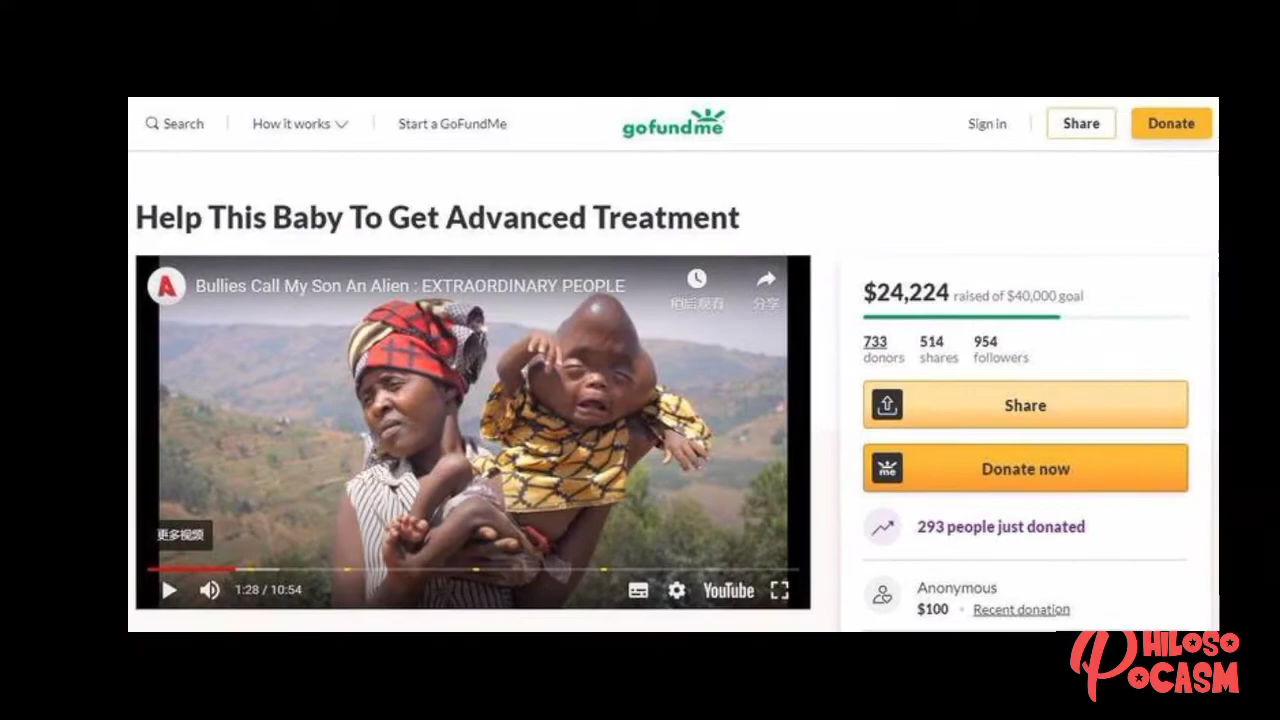 Search
How it works
Start a GoFundMe
gofundme
Sign in
Share
Donate
Help This Baby To Get Advanced Treatment
A
Bullies Call My Son An Alien : EXTRAORDINARY PEOPLE
稍后观看
分享
更多视频
1:28 / 10:54
YouTube
$24,224 raised of $40,000 goal
733 514 954
donors shares followers
Share
me Donate now
293 people just donated
Anonymous
$100 • Recent donation
PHILOSO
POCASM